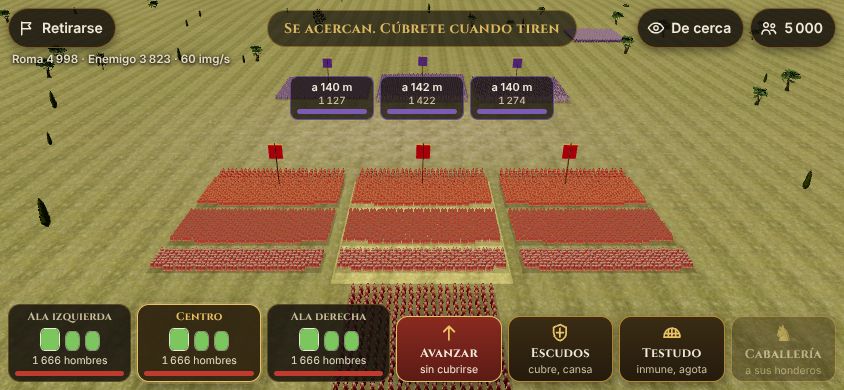 Retirarse
SE ACERCAN. CÚBRETE CUANDO TIREN
De cerca
5 000
Roma 4 998 · Enemigo 3 823 · 60 img/s
a 140 m
1 127
a 142 m
1 422
a 140 m
1 274
ALA IZQUIERDA
1 666 hombres
CENTRO
1 666 hombres
ALA DERECHA
1 666 hombres
AVANZAR
sin cubrirse
ESCUDOS
cubre, cansa
TESTUDO
inmune, agota
CABALLERÍA
a sus honderos